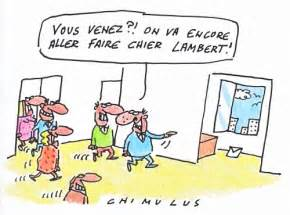 VOUS VENEZ?! ON VA ENCORE
ALLER FAIRE CHIER LAMBERT!
CHIMULUS